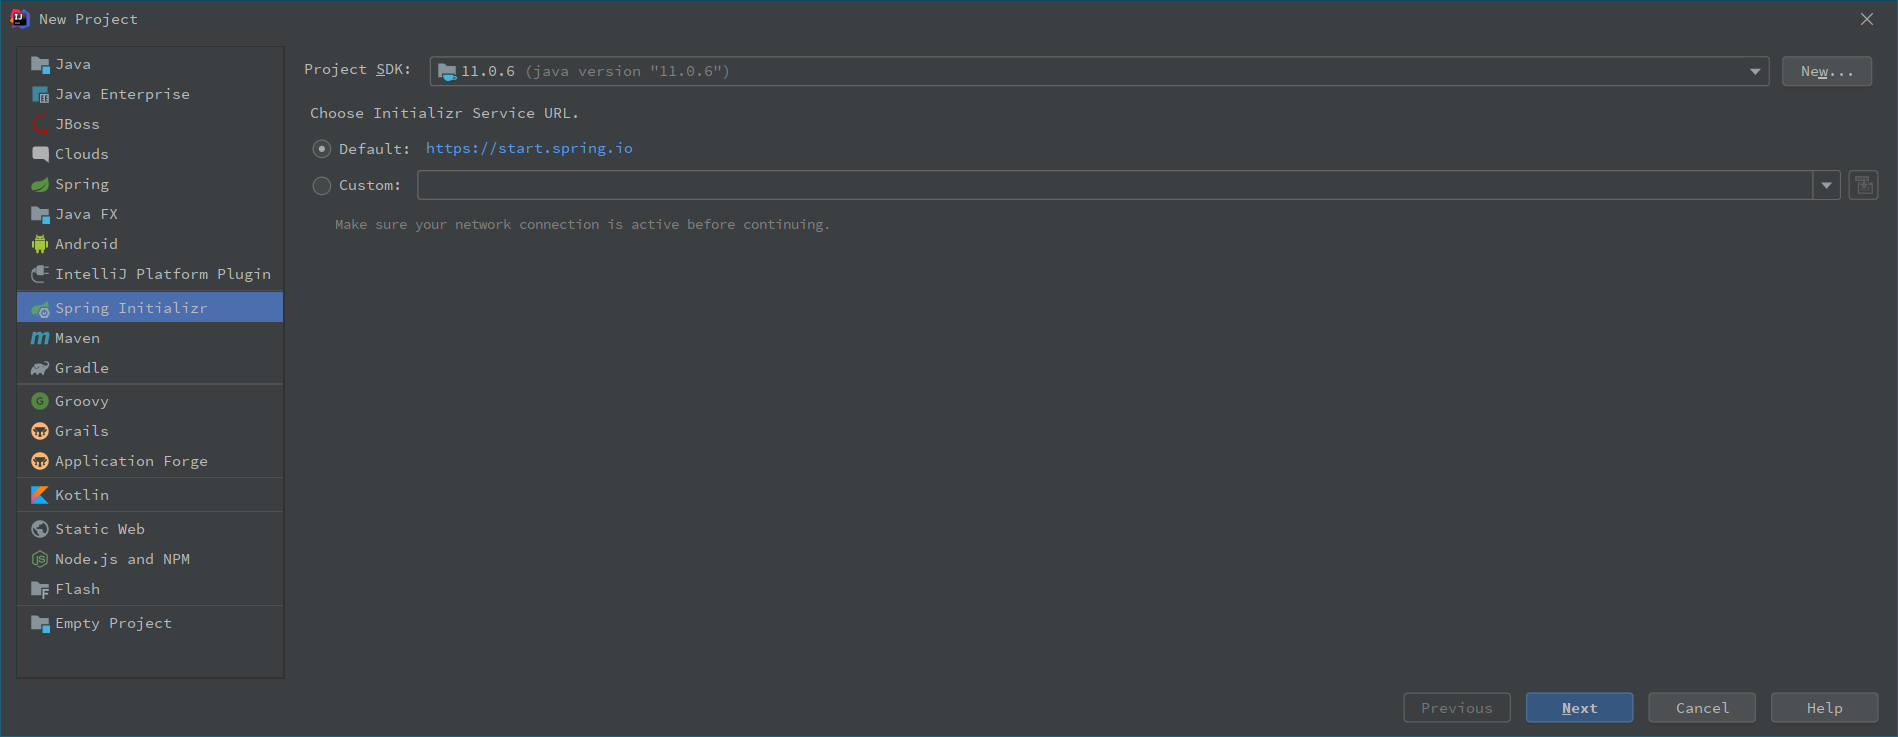 New Project
Java
Java Enterprise
JBoss
Clouds
Spring
Java FX
Android
IntelliJ Platform Plugin
Spring Initializr
Maven
Gradle
Groovy
Grails
Application Forge
Kotlin
Static Web
Node.js and NPM
Flash
Empty Project
Project SDK: 11.0.6 (java version "11.0.6") New...
Choose Initializr Service URL.
Default: https://start.spring.io
Custom:
Make sure your network connection is active before continuing.
Previous Next Cancel Help